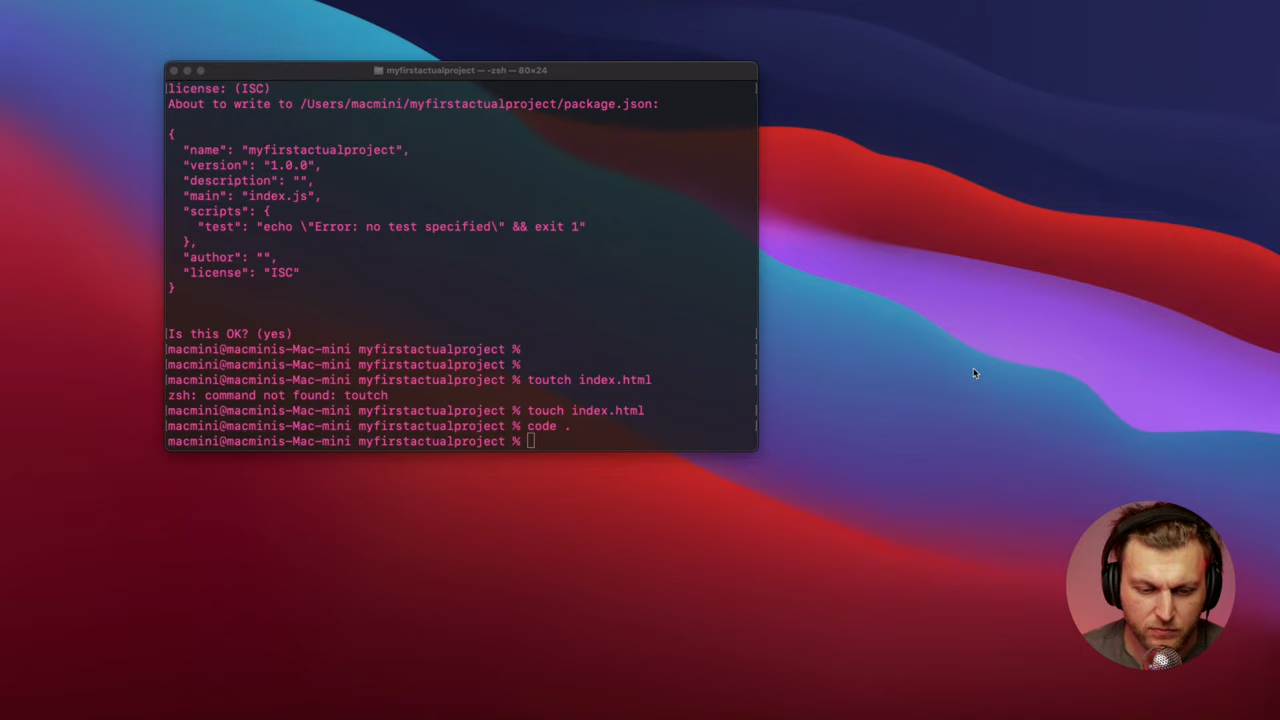 myfirstactualproject — -zsh — 80×24
license: (ISC)
About to write to /Users/macmini/myfirstactualproject/package.json:
{
  "name": "myfirstactualproject",
  "version": "1.0.0",
  "description": "",
  "main": "index.js",
  "scripts": {
    "test": "echo \"Error: no test specified\" && exit 1"
  },
  "author": "",
  "license": "ISC"
}
Is this OK? (yes)
macmini@macminis-Mac-mini myfirstactualproject %
macmini@macminis-Mac-mini myfirstactualproject %
macmini@macminis-Mac-mini myfirstactualproject % toutch index.html
zsh: command not found: toutch
macmini@macminis-Mac-mini myfirstactualproject % touch index.html
macmini@macminis-Mac-mini myfirstactualproject % code .
macmini@macminis-Mac-mini myfirstactualproject %